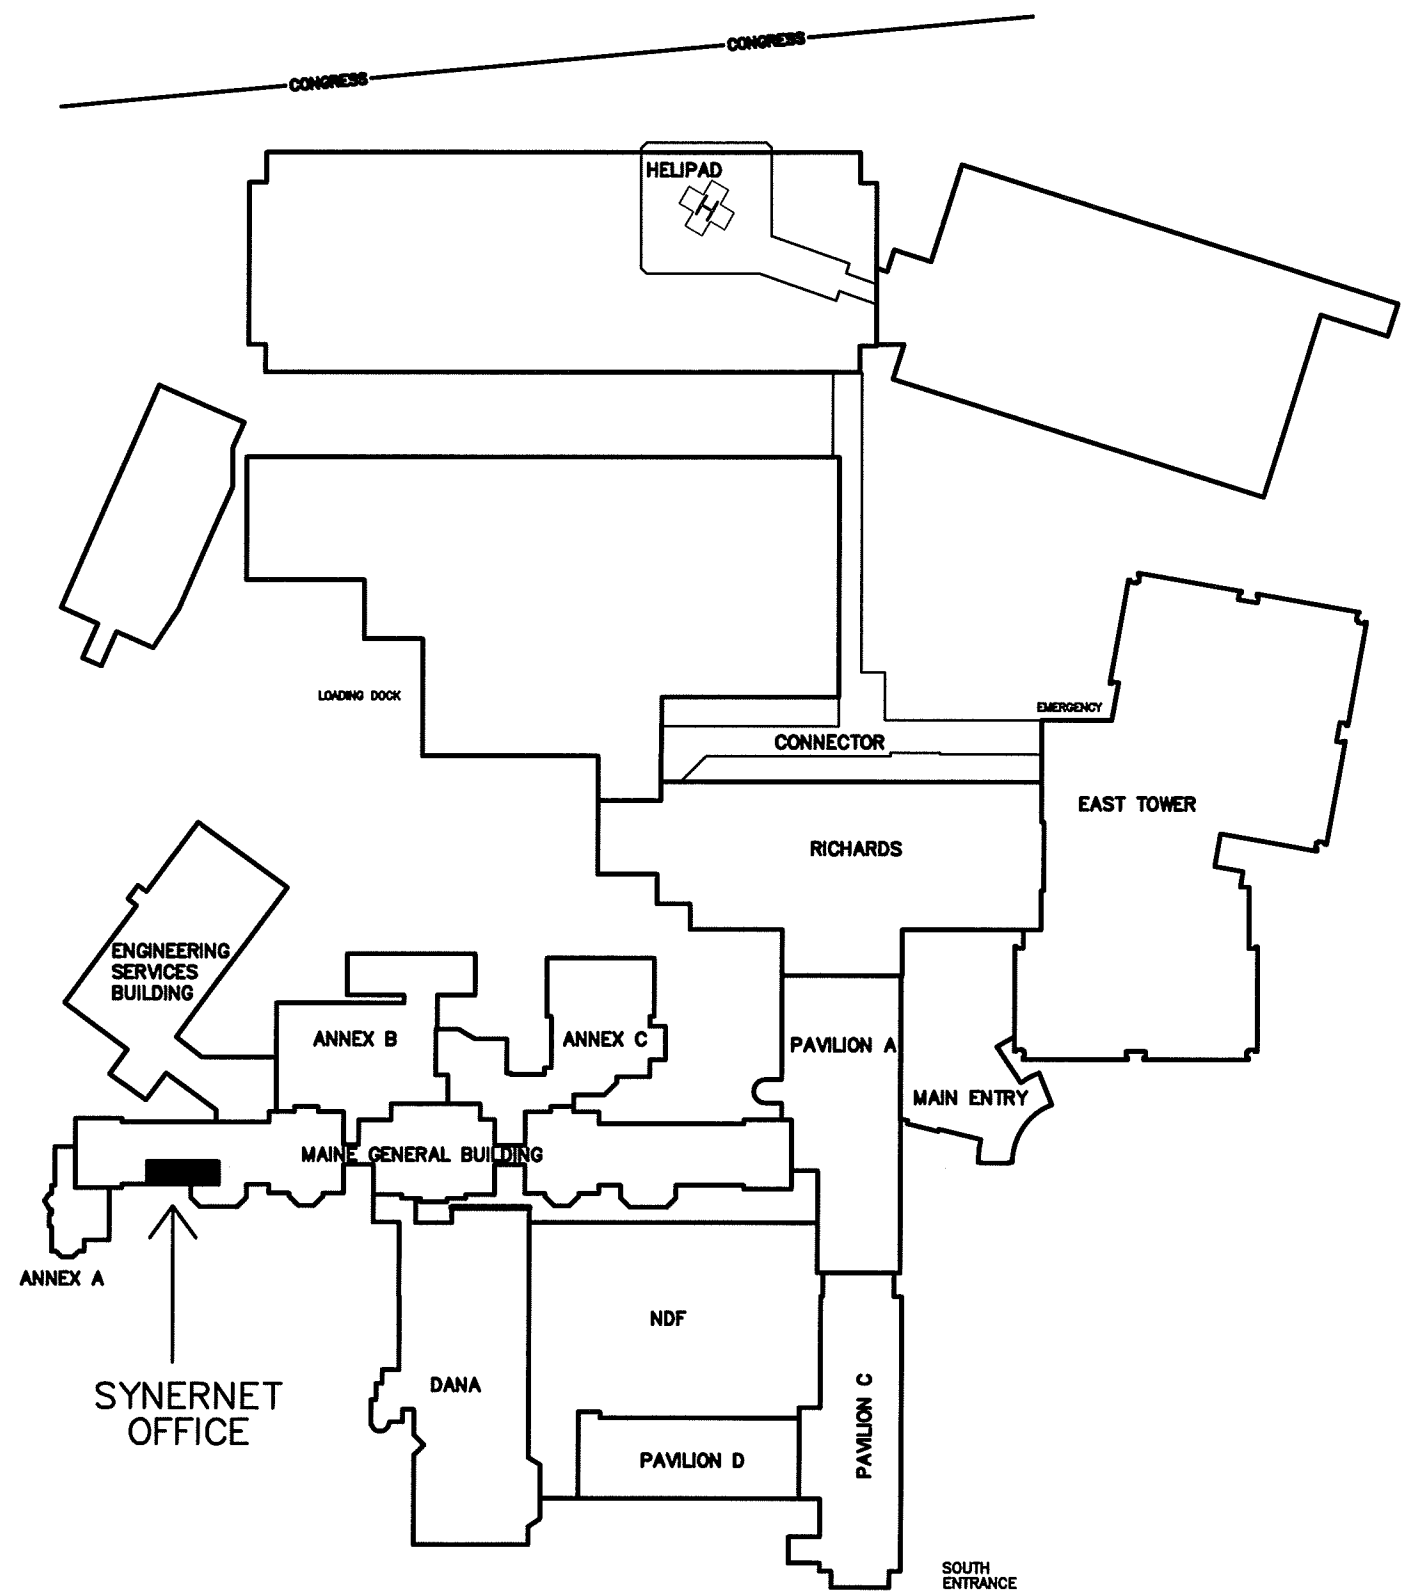 CONGRESS
CONGRESS
HELIPAD
H
LOADING DOCK
EMERGENCY
CONNECTOR
EAST TOWER
RICHARDS
ENGINEERING
SERVICES
BUILDING
ANNEX B
ANNEX C
PAVILION A
MAIN ENTRY
MAINE GENERAL BUILDING
ANNEX A
NDF
DANA
SYNERNET
OFFICE
PAVILION C
PAVILION D
SOUTH
ENTRANCE